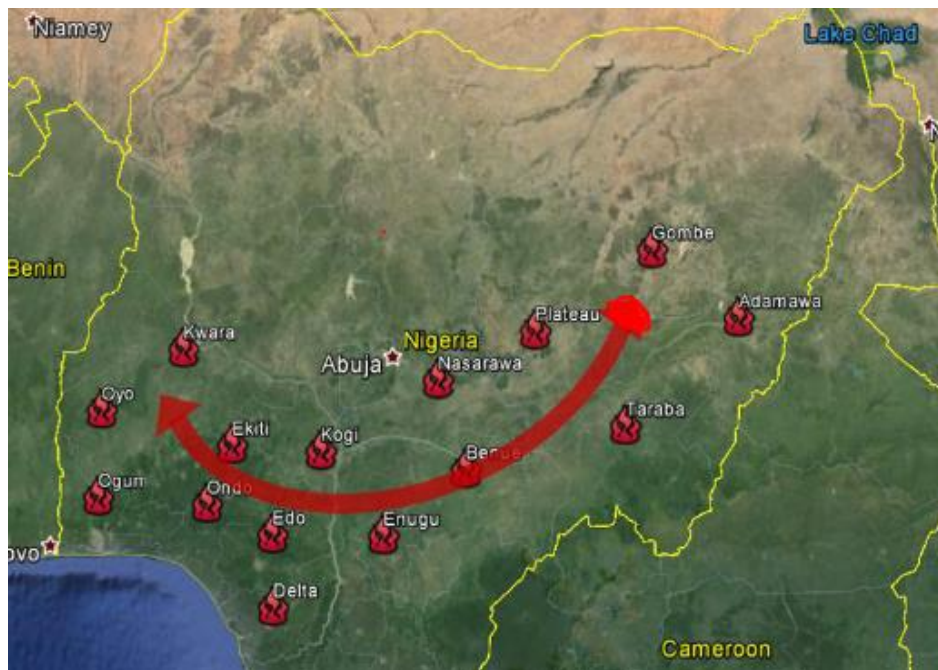 Niamey
Lake Chad
Gombe
Benin
Adamawa
Plateau
Kwara
Nigeria
Abuja
Nasarawa
Oyo
Taraba
Ekiti
Kogi
Benue
Ogun
Ondo
Edo
Enugu
ovo
Delta
Cameroon